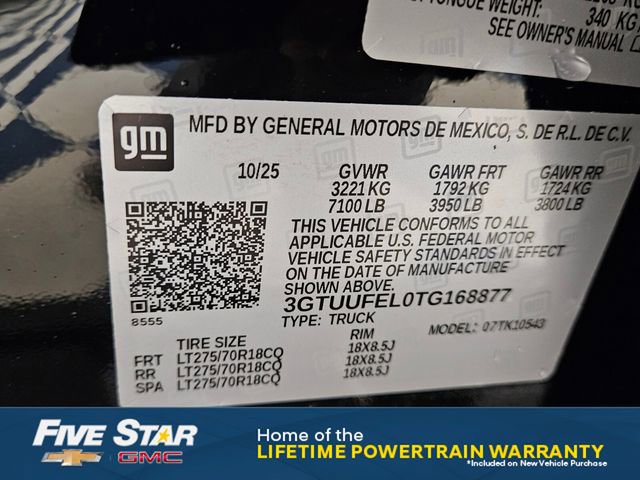 TONGUE WEIGHT:
340 KG
SEE OWNER'S MANUAL
gm MFD BY GENERAL MOTORS DE MEXICO, S. DE R.L. DE C.V.
10/25 GVWR GAWR FRT GAWR RR
3221 KG 1792 KG 1724 KG
7100 LB 3950 LB 3800 LB
THIS VEHICLE CONFORMS TO ALL
APPLICABLE U.S. FEDERAL MOTOR
VEHICLE SAFETY STANDARDS IN EFFECT
ON THE DATE OF MANUFACTURE
SHOWN ABOVE.
3GTUUFEL0TG168877
8555 TYPE: TRUCK MODEL: 07TK10543
TIRE SIZE RIM
FRT LT275/70R18CQ 18X8.5J
RR LT275/70R18CQ 18X8.5J
SPA LT275/70R18CQ 18X8.5J
FIVE STAR
GMC
Home of the
LIFETIME POWERTRAIN WARRANTY
*Included on New Vehicle Purchase